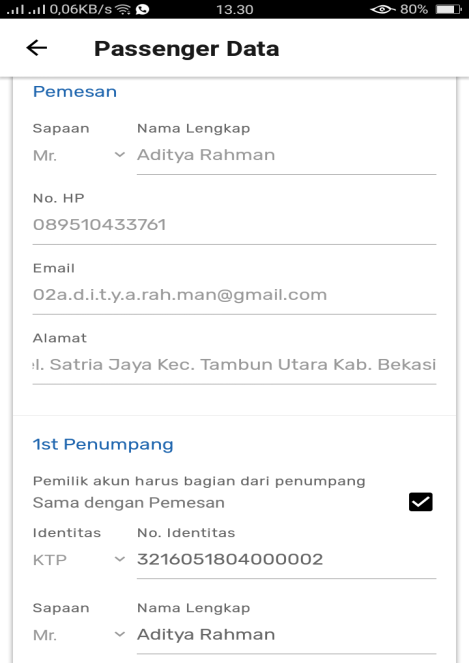 0,06KB/s 13.30 80%
Passenger Data
Pemesan
Sapaan Nama Lengkap
Mr. Aditya Rahman
No. HP
089510433761
Email
02a.d.i.t.y.a.rah.man@gmail.com
Alamat
l. Satria Jaya Kec. Tambun Utara Kab. Bekasi
1st Penumpang
Pemilik akun harus bagian dari penumpang
Sama dengan Pemesan
Identitas No. Identitas
KTP 3216051804000002
Sapaan Nama Lengkap
Mr. Aditya Rahman